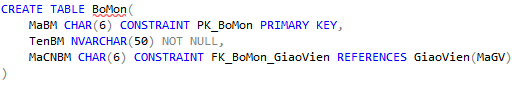 CREATE TABLE BoMon(
    MaBM CHAR(6) CONSTRAINT PK_BoMon PRIMARY KEY,
    TenBM NVARCHAR(50) NOT NULL,
    MaCNBM CHAR(6) CONSTRAINT FK_BoMon_GiaoVien REFERENCES GiaoVien(MaGV)
)